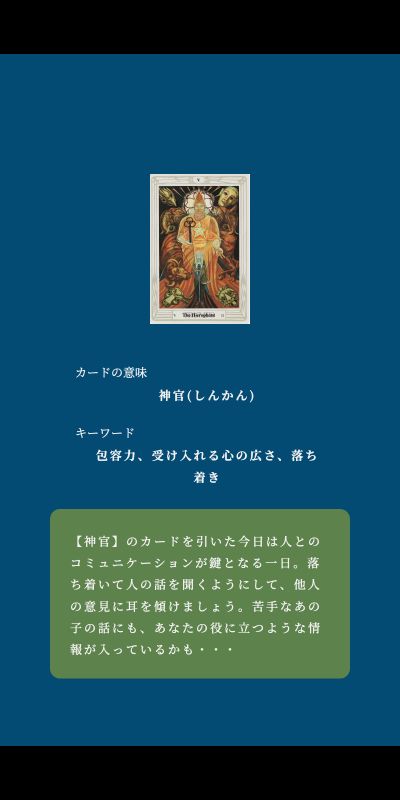 V
The Hierophant
カードの意味
神官(しんかん)
キーワード
包容力、受け入れる心の広さ、落ち
着き
【神官】のカードを引いた今日は人との
コミュニケーションが鍵となる一日。落
ち着いて人の話を聞くようにして、他人
の意見に耳を傾けましょう。苦手なあの
子の話にも、あなたの役に立つような情
報が入っているかも・・・